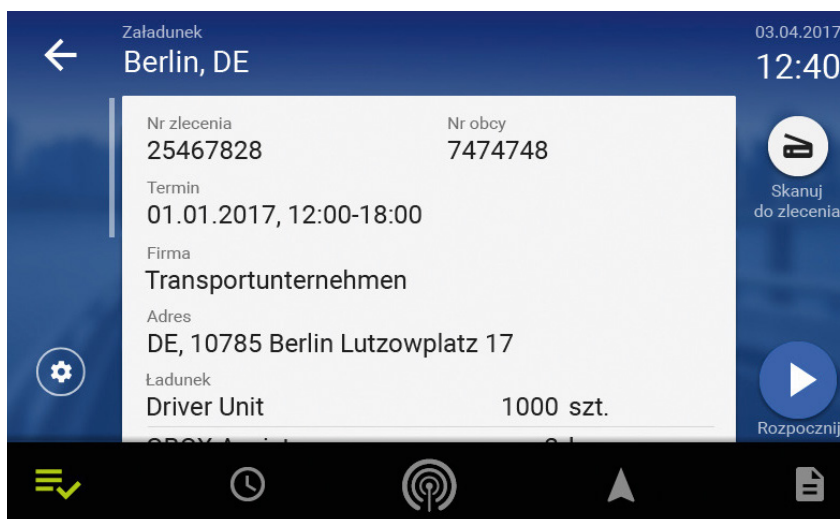 Załadunek
Berlin, DE
03.04.2017
12:40
Nr zlecenia
25467828
Nr obcy
7474748
Termin
01.01.2017, 12:00-18:00
Firma
Transportunternehmen
Adres
DE, 10785 Berlin Lutzowplatz 17
Ładunek
Driver Unit 1000 szt.
Skanuj
do zlecenia
Rozpocznij